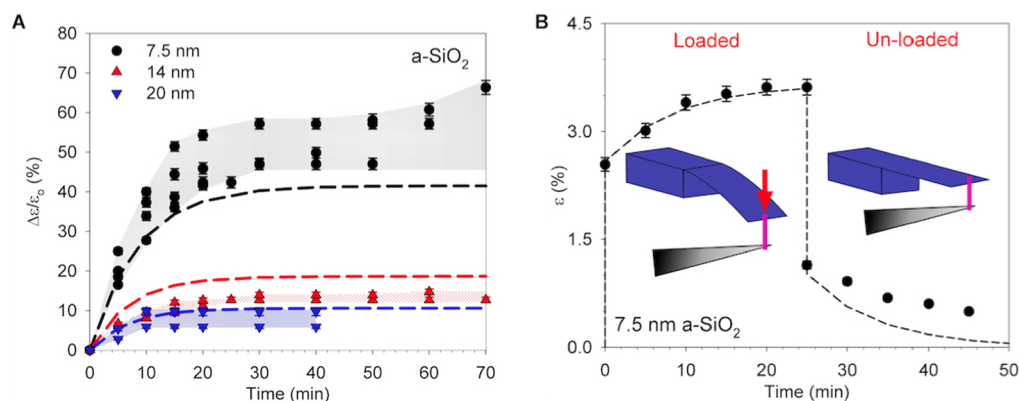 A
80
70
60
50
40
30
20
10
0
Δε/ε₀ (%)
7.5 nm
14 nm
20 nm
a-SiO₂
0 10 20 30 40 50 60 70
Time (min)
B
4.5
3.0
1.5
0.0
ε (%)
Loaded
Un-loaded
7.5 nm a-SiO₂
0 10 20 30 40 50
Time (min)